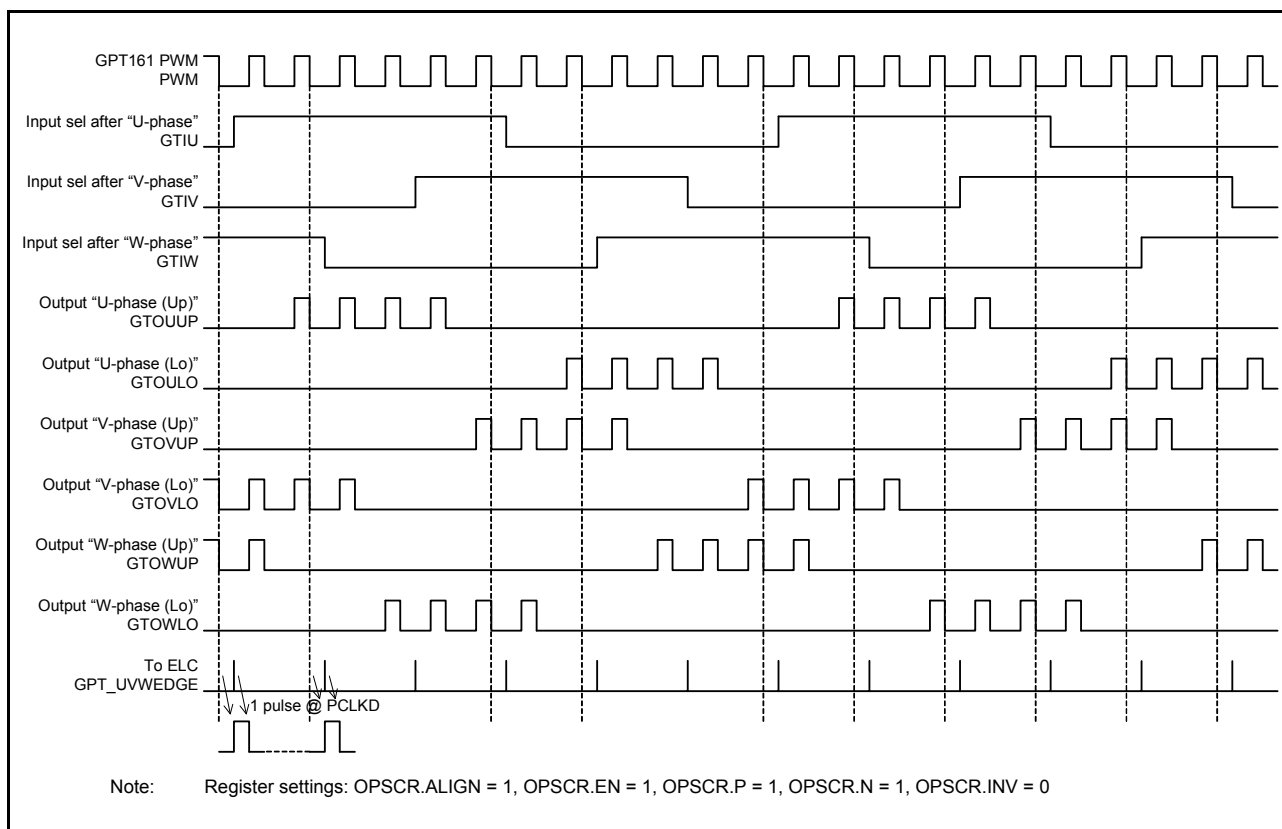 GPT161 PWM
PWM
Input sel after “U-phase”
GTIU
Input sel after “V-phase”
GTIV
Input sel after “W-phase”
GTIW
Output “U-phase (Up)”
GTOUUP
Output “U-phase (Lo)”
GTOULO
Output “V-phase (Up)”
GTOVUP
Output “V-phase (Lo)”
GTOVLO
Output “W-phase (Up)”
GTOWUP
Output “W-phase (Lo)”
GTOWLO
To ELC
GPT_UVWEDGE
1 pulse @ PCLKD
Note: Register settings: OPSCR.ALIGN = 1, OPSCR.EN = 1, OPSCR.P = 1, OPSCR.N = 1, OPSCR.INV = 0